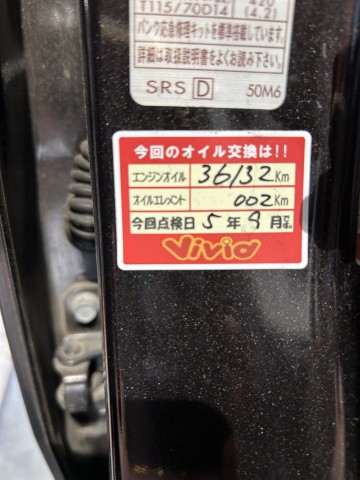 T115/70D14 420
(4.2)
パンク応急修理キットを標準搭載しています。
詳細は取扱説明書をよくお読み下さい。
SRS D 50M6
今回のオイル交換は!!
エンジンオイル 36132 Km
オイルエレメント 002 Km
今回点検日 5年9月
Vivid